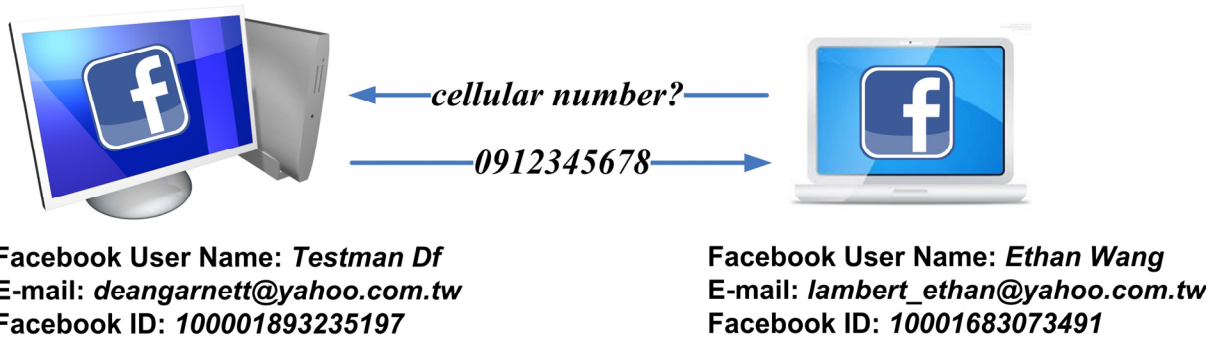 cellular number?
0912345678
Facebook User Name: Testman Df
E-mail: deangarnett@yahoo.com.tw
Facebook ID: 100001893235197
Facebook User Name: Ethan Wang
E-mail: lambert_ethan@yahoo.com.tw
Facebook ID: 10001683073491